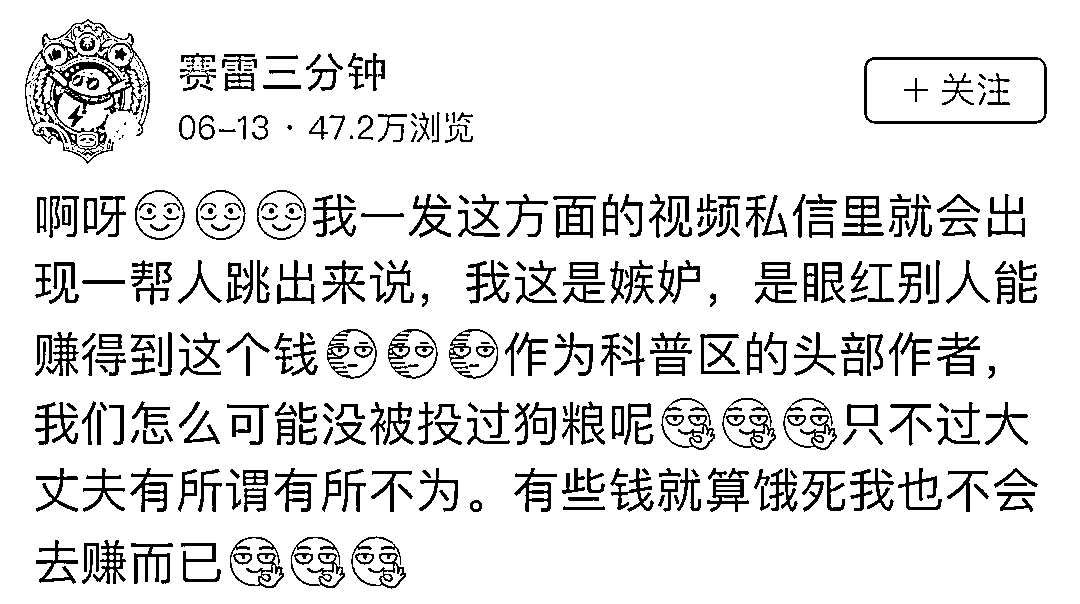 赛雷三分钟
06-13 · 47.2万浏览
+ 关注
啊呀我一发这方面的视频私信里就会出
现一帮人跳出来说，我这是嫉妒，是眼红别人能
赚得到这个钱作为科普区的头部作者，
我们怎么可能没被投过狗粮呢只不过大
丈夫有所谓有所不为。有些钱就算饿死我也不会
去赚而已